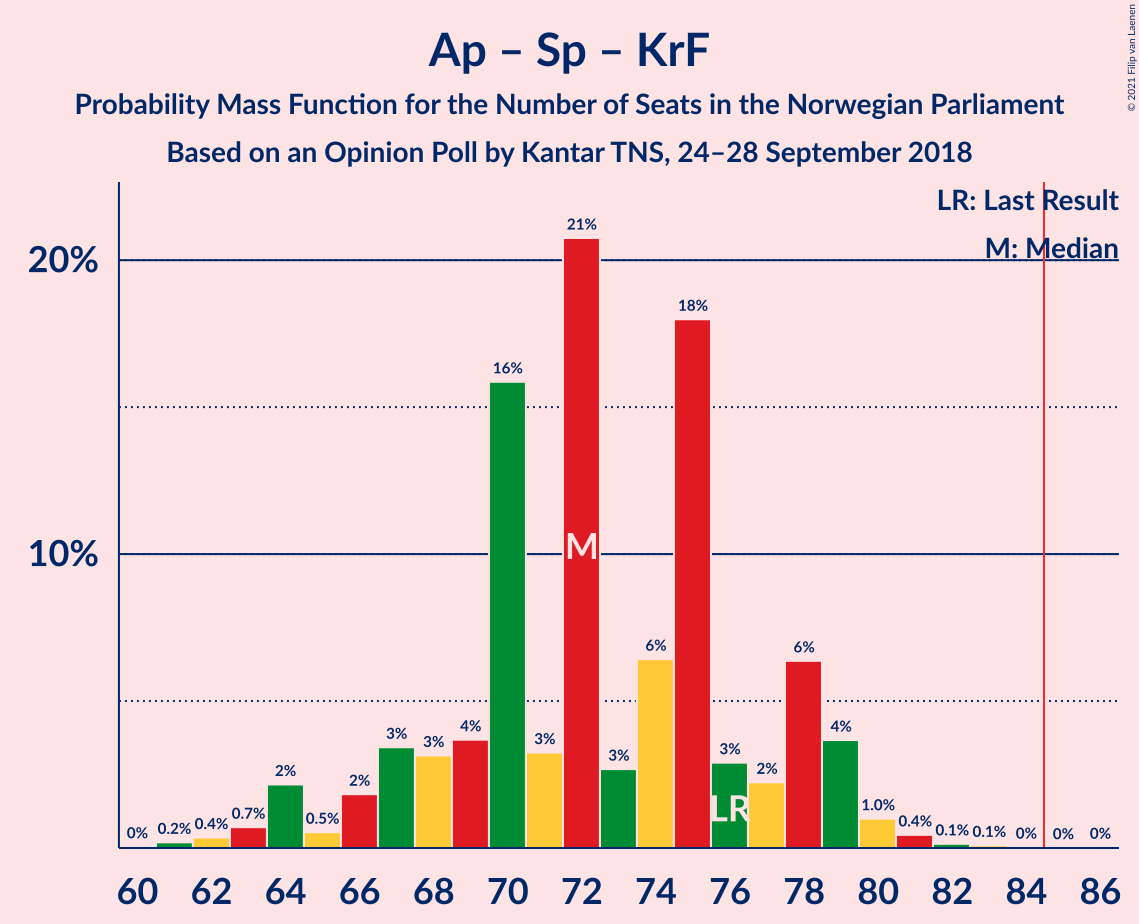 Ap – Sp – KrF
Probability Mass Function for the Number of Seats in the Norwegian Parliament
Based on an Opinion Poll by Kantar TNS, 24–28 September 2018
© 2021 Filip van Laenen
LR: Last Result
M: Median
20%
10%
0% 0.2% 0.4% 0.7% 2% 0.5% 2% 3% 3% 4% 16% 3% 21% 3% 6% 18% 3% 2% 6% 4% 1.0% 0.4% 0.1% 0.1% 0% 0% 0%
M
LR
60 62 64 66 68 70 72 74 76 78 80 82 84 86